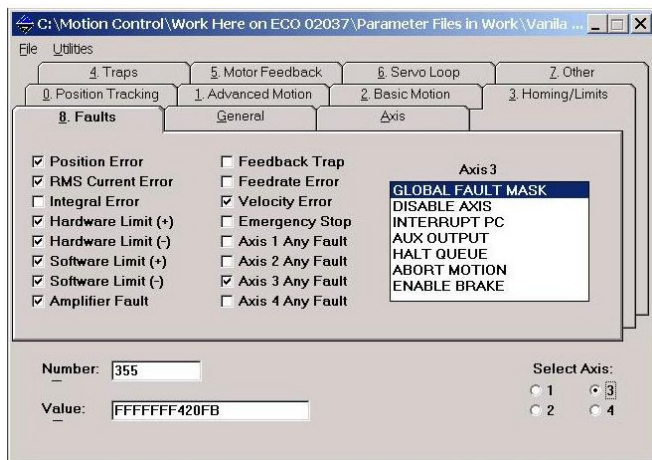 C:\Motion Control\Work Here on ECO 02037\Parameter Files in Work\Vanila ...
File Utilities
4. Traps 5. Motor Feedback 6. Servo Loop 7. Other
0. Position Tracking 1. Advanced Motion 2. Basic Motion 3. Homing/Limits
8. Faults General Axis
Position Error Feedback Trap Axis 3
RMS Current Error Feedrate Error GLOBAL FAULT MASK
Integral Error Velocity Error DISABLE AXIS
Hardware Limit (+) Emergency Stop INTERRUPT PC
Hardware Limit (-) Axis 1 Any Fault AUX OUTPUT
Software Limit (+) Axis 2 Any Fault HALT QUEUE
Software Limit (-) Axis 3 Any Fault ABORT MOTION
Amplifier Fault Axis 4 Any Fault ENABLE BRAKE
Number: 355 Select Axis:
1 3
Value: FFFFFFF420FB 2 4